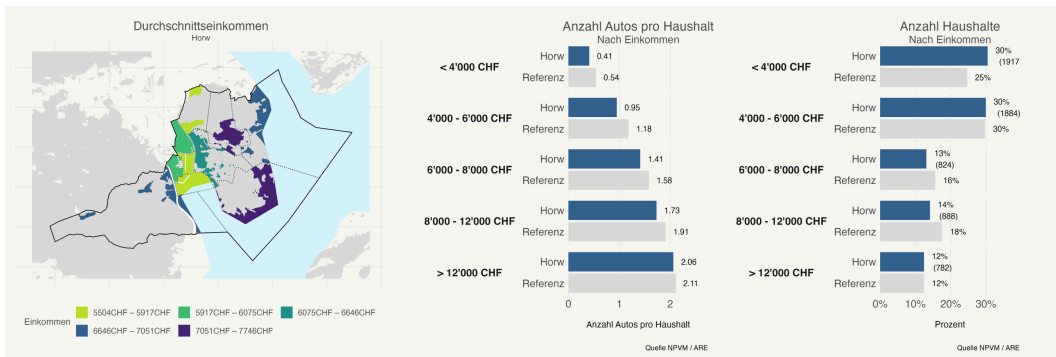 Durchschnittseinkommen
Horw
Einkommen
5504CHF – 5917CHF
5917CHF – 6075CHF
6075CHF – 6646CHF
6646CHF – 7051CHF
7051CHF – 7746CHF
Anzahl Autos pro Haushalt
Nach Einkommen
< 4'000 CHF
Horw
0.41
Referenz
0.54
4'000 - 6'000 CHF
Horw
0.95
Referenz
1.18
6'000 - 8'000 CHF
Horw
1.41
Referenz
1.58
8'000 - 12'000 CHF
Horw
1.73
Referenz
1.91
> 12'000 CHF
Horw
2.06
Referenz
2.11
0 1 2
Anzahl Autos pro Haushalt
Quelle NPVM / ARE
Anzahl Haushalte
Nach Einkommen
< 4'000 CHF
Horw
30%
(1917
Referenz
25%
4'000 - 6'000 CHF
Horw
30%
(1884)
Referenz
30%
6'000 - 8'000 CHF
Horw
13%
(824)
Referenz
16%
8'000 - 12'000 CHF
Horw
14%
(888)
Referenz
18%
> 12'000 CHF
Horw
12%
(782)
Referenz
12%
0% 10% 20% 30%
Prozent
Quelle NPVM / ARE